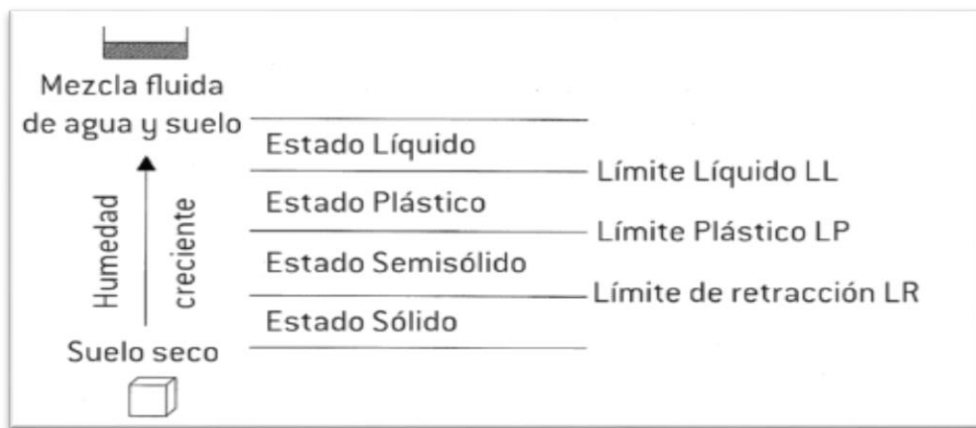 Mezcla fluida
de agua y suelo
Estado Líquido
Límite Líquido LL
Estado Plástico
Límite Plástico LP
Humedad
creciente
Estado Semisólido
Límite de retracción LR
Estado Sólido
Suelo seco